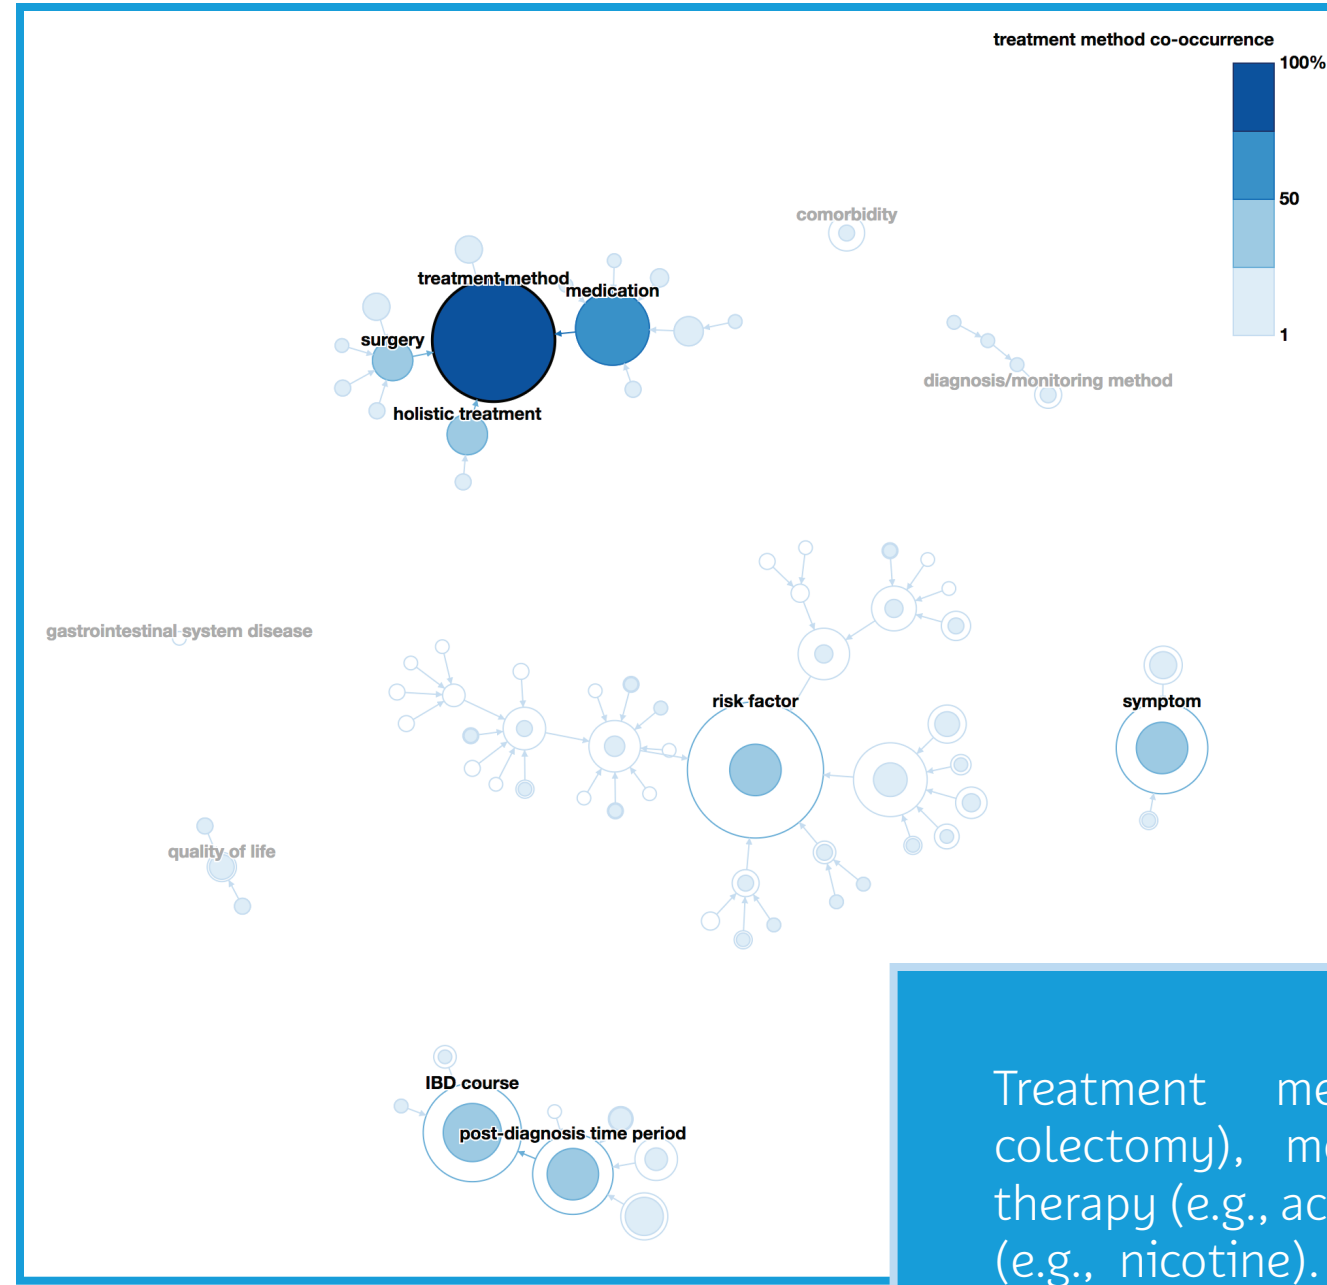 treatment method co-occurrence
100%
50
1
comorbidity
treatment method
medication
surgery
diagnosis/monitoring method
holistic treatment
gastrointestinal system disease
risk factor
symptom
quality of life
IBD course
post-diagnosis time period
Treatment me
colectomy), m
therapy (e.g., ac
(e.g., nicotine).